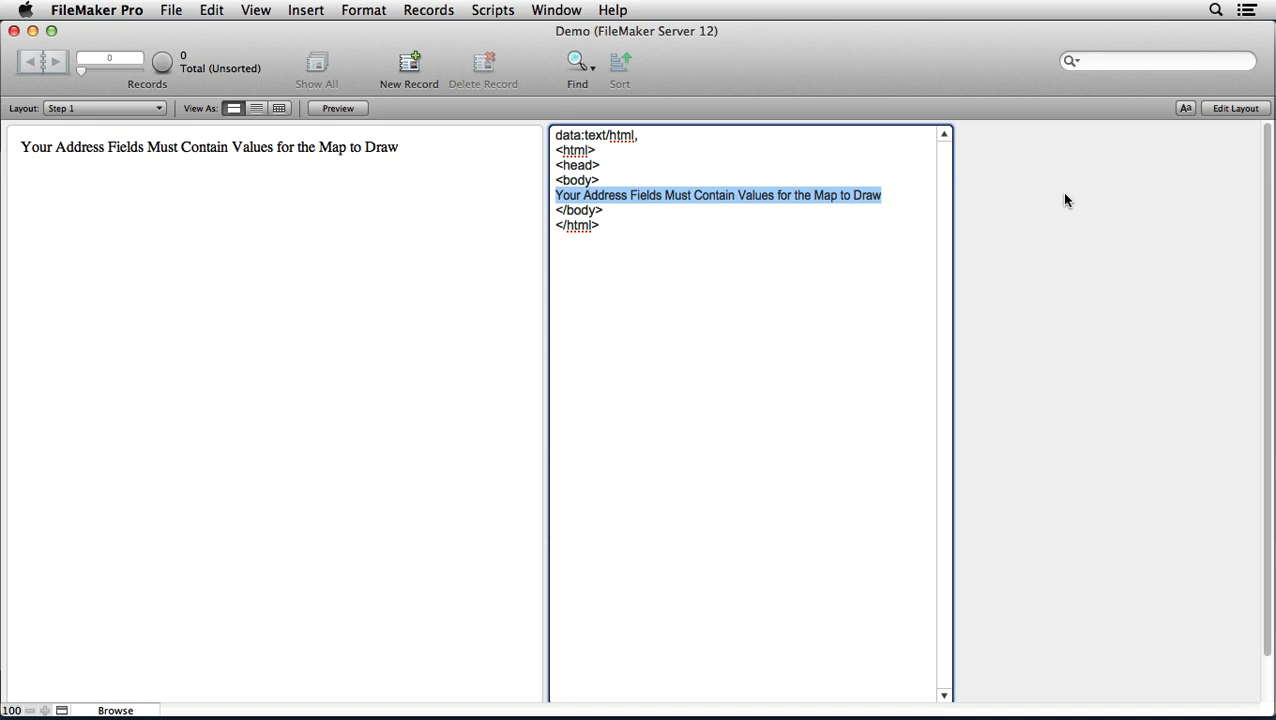 FileMaker Pro File Edit View Insert Format Records Scripts Window Help
Demo (FileMaker Server 12)
0
0
Total (Unsorted)
Records
Show All
New Record
Delete Record
Find
Sort
Layout: Step 1
View As:
Preview
Aa
Edit Layout
Your Address Fields Must Contain Values for the Map to Draw
data:text/html,
<html>
<head>
<body>
Your Address Fields Must Contain Values for the Map to Draw
</body>
</html>
100
Browse